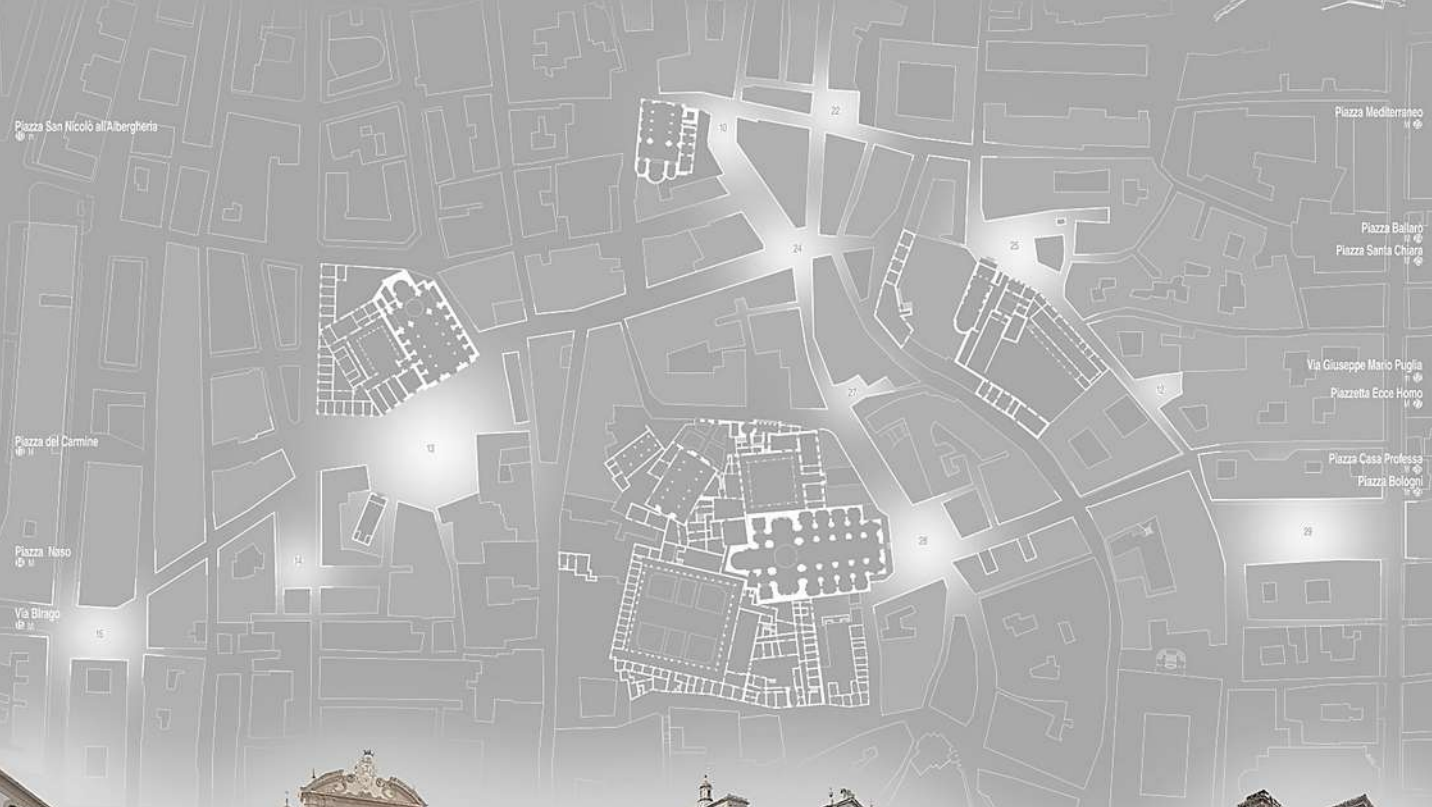 Piazza San Nicolò all'Albergheria
Piazza del Carmine
Piazza Naso
Via Birago
10
22
24
25
13
27
12
14
28
29
15
Piazza Mediterraneo
Piazza Ballarò
Piazza Santa Chiara
Via Giuseppe Mario Puglia
Piazzetta Ecce Homo
Piazza Casa Professa
Piazza Bologni